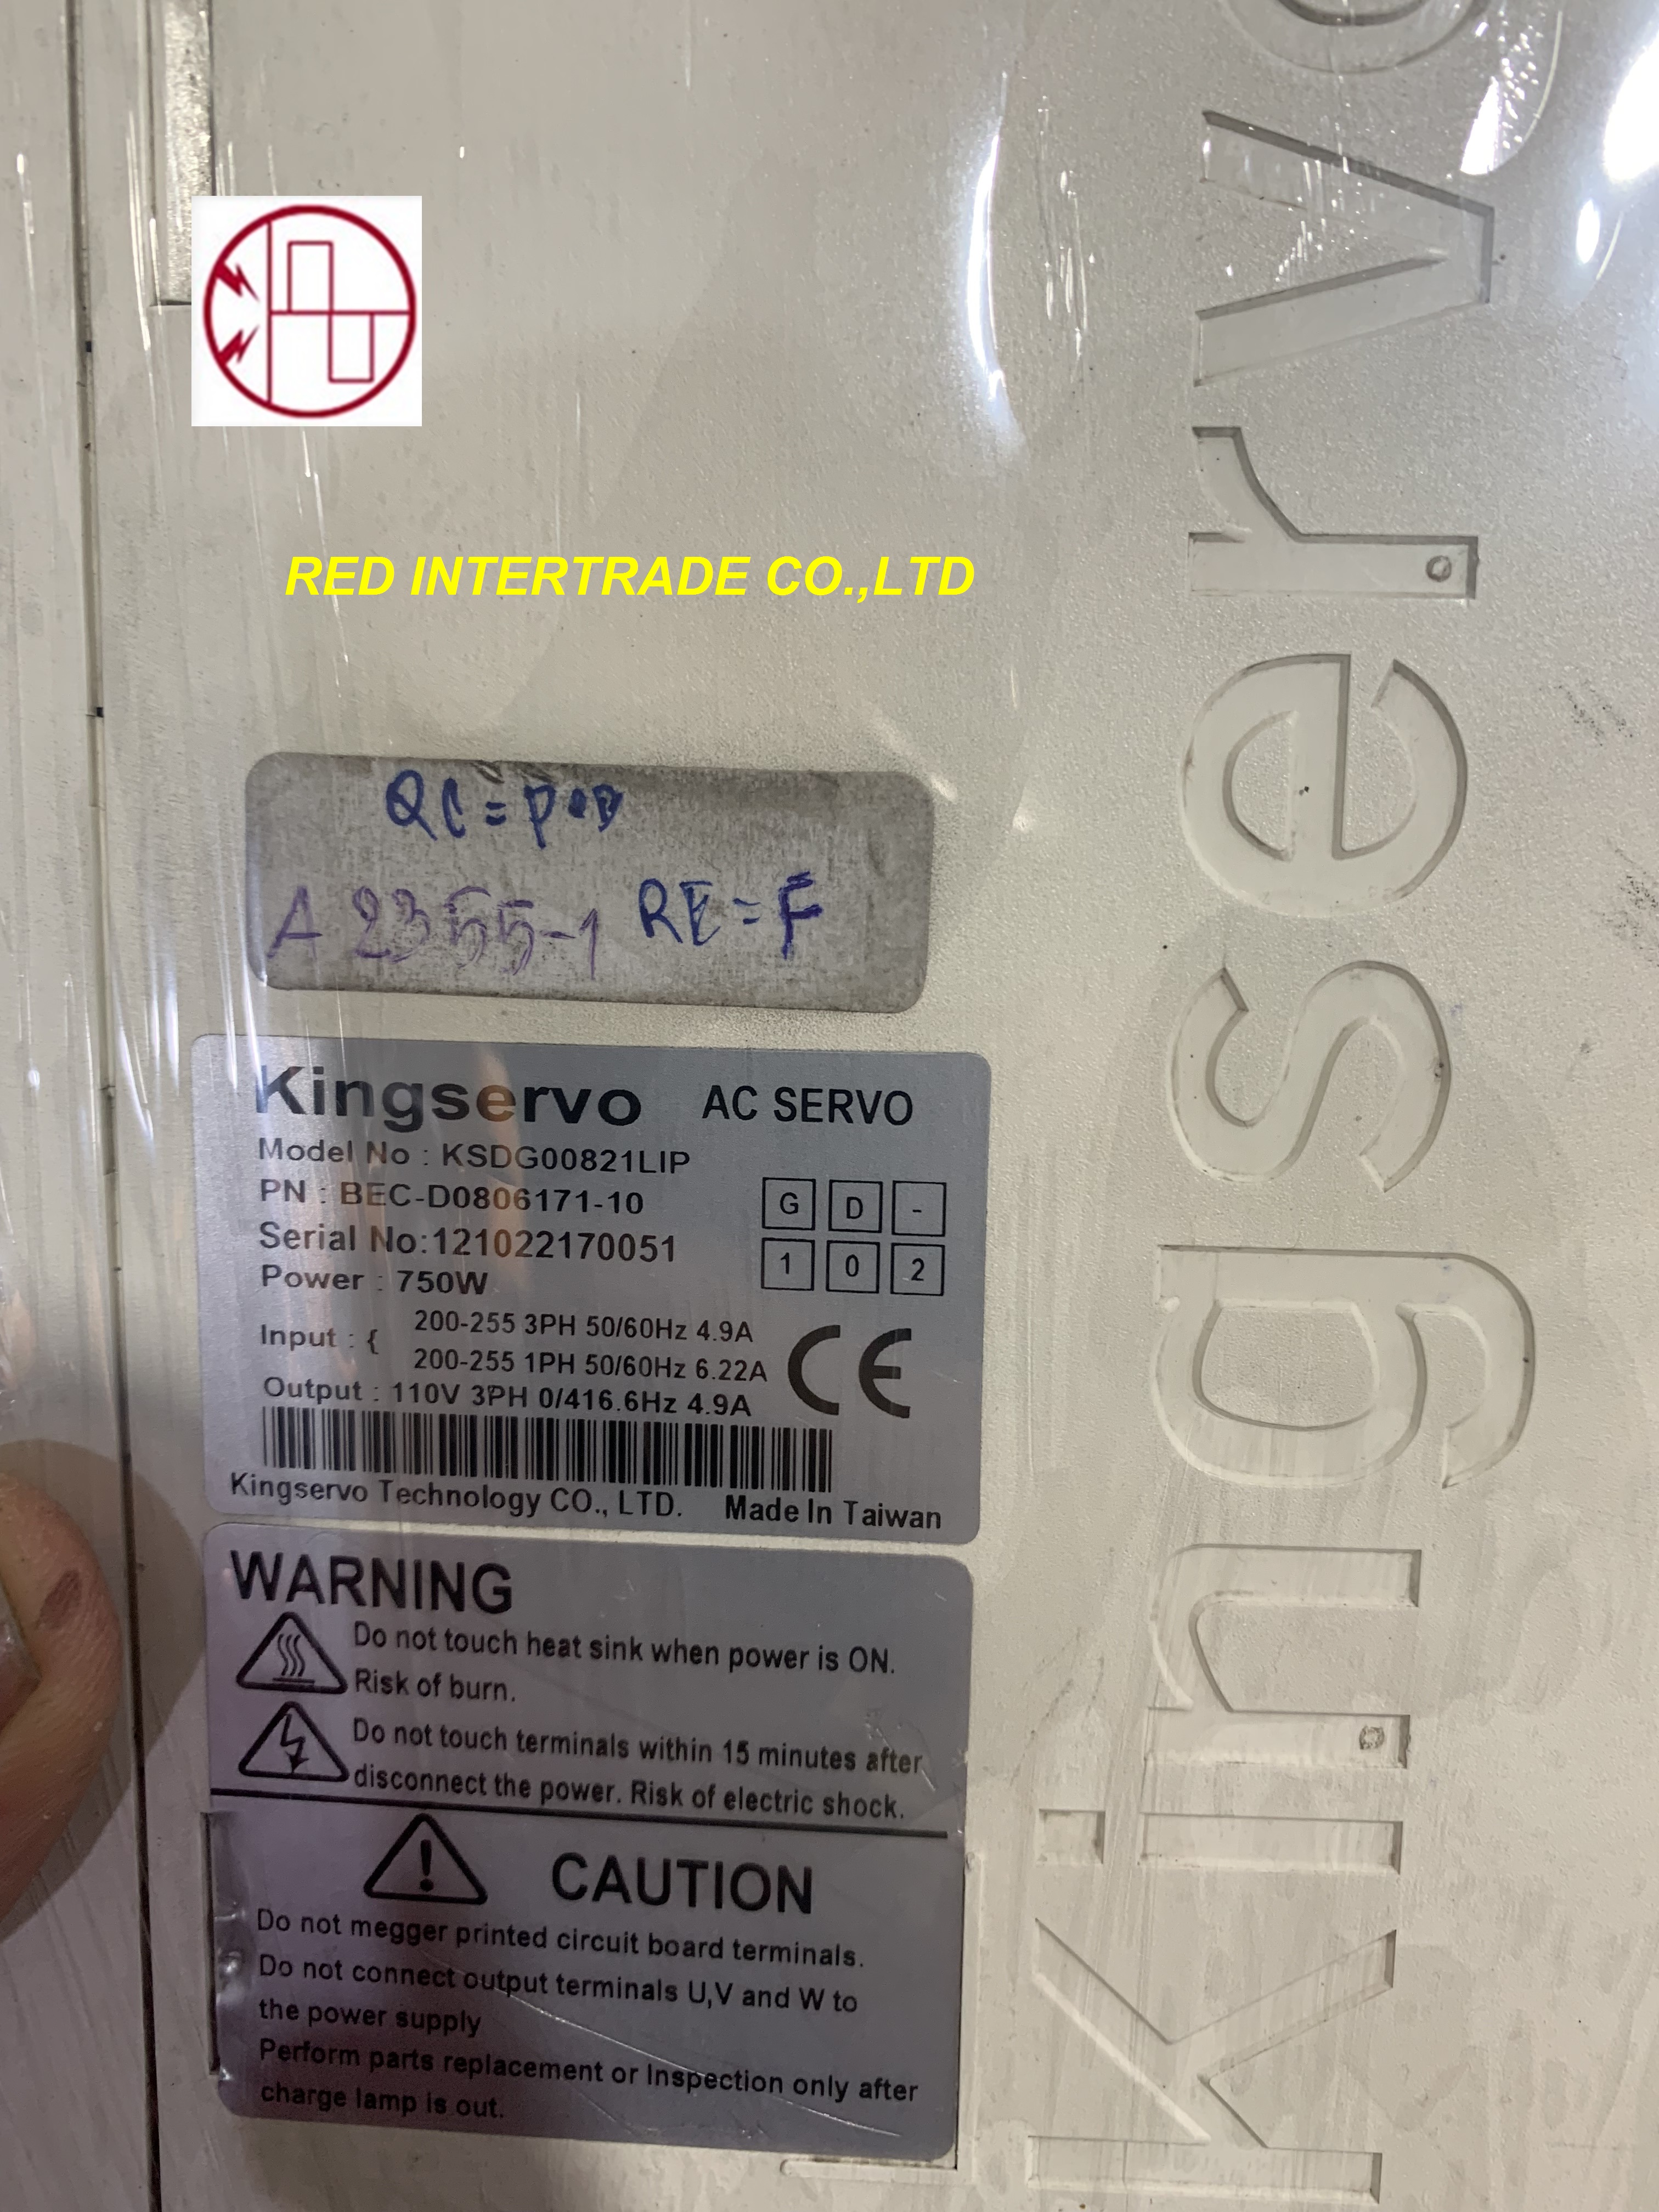 RED INTERTRADE CO.,LTD
QC =
A 2355-1 RE = F
Kingservo AC SERVO
Model No : KSDG00821LIP
PN : BEC-D0806171-10
G D -
Serial No:121022170051
1 0 2
Power : 750W
Input : { 200-255 3PH 50/60Hz 4.9A
200-255 1PH 50/60Hz 6.22A
CE
Output : 110V 3PH 0/416.6Hz 4.9A
Kingservo Technology CO., LTD. Made In Taiwan
WARNING
Do not touch heat sink when power is ON.
Risk of burn.
Do not touch terminals within 15 minutes after
disconnect the power. Risk of electric shock.
CAUTION
Do not megger printed circuit board terminals.
Do not connect output terminals U,V and W to
the power supply
Perform parts replacement or Inspection only after
charge lamp is out.
Kingservo